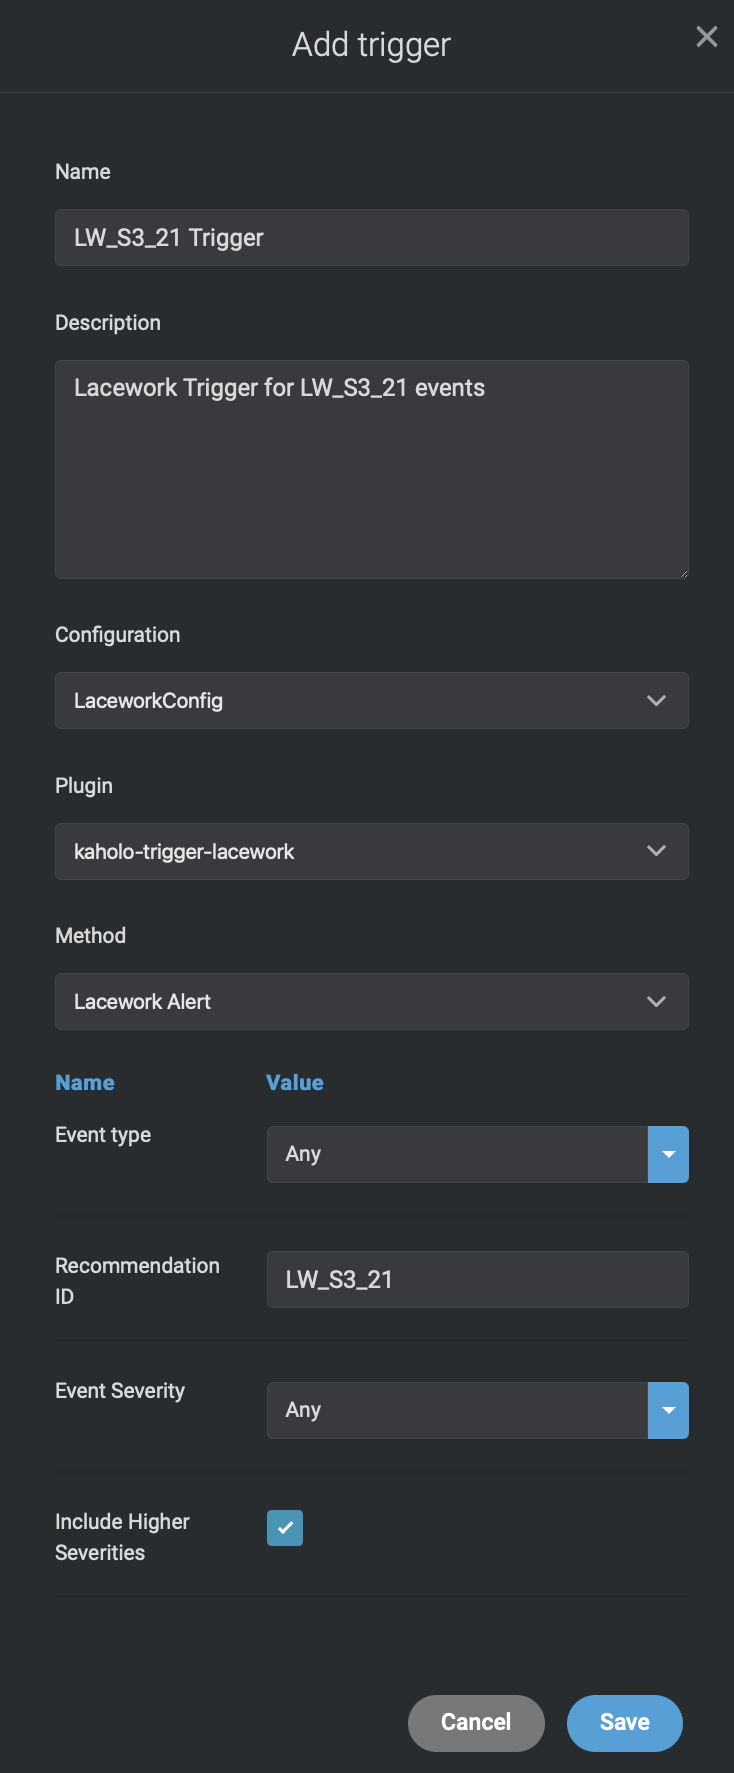 Add trigger
Name
LW_S3_21 Trigger
Description
Lacework Trigger for LW_S3_21 events
Configuration
LaceworkConfig
Plugin
kaholo-trigger-lacework
Method
Lacework Alert
Name Value
Event type Any
Recommendation
ID
LW_S3_21
Event Severity Any
Include Higher
Severities
Cancel Save